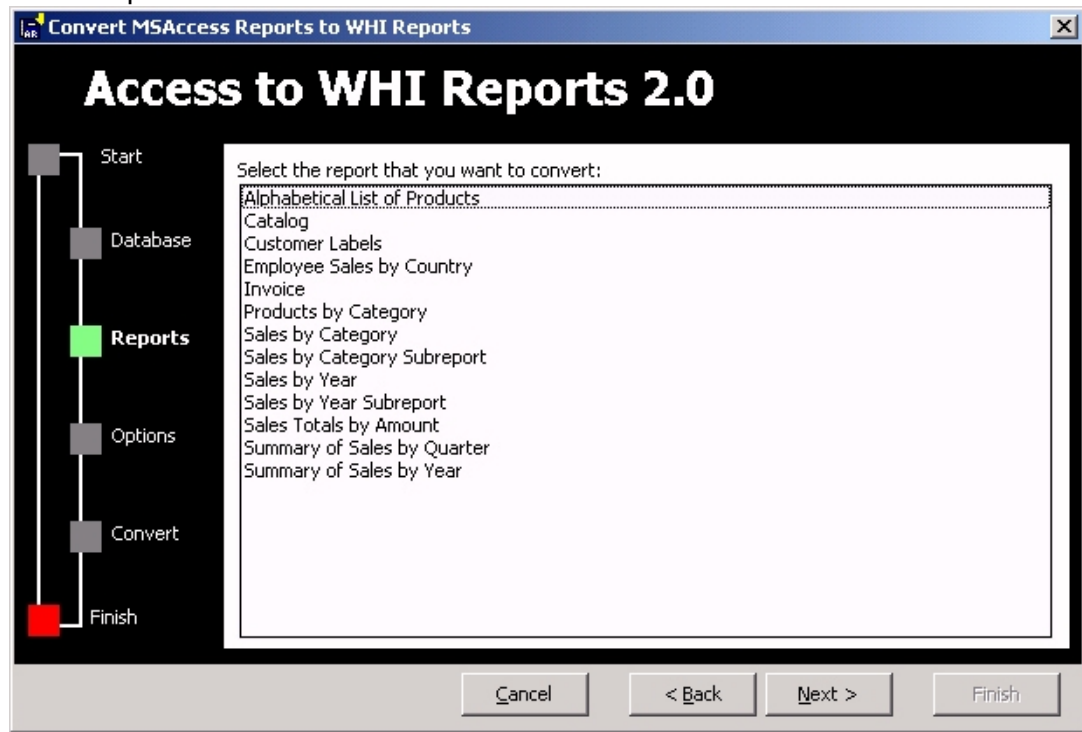 Convert MSAccess Reports to WHI Reports
Access to WHI Reports 2.0
Start
Database
Reports
Options
Convert
Finish
Select the report that you want to convert:
Alphabetical List of Products
Catalog
Customer Labels
Employee Sales by Country
Invoice
Products by Category
Sales by Category
Sales by Category Subreport
Sales by Year
Sales by Year Subreport
Sales Totals by Amount
Summary of Sales by Quarter
Summary of Sales by Year
Cancel
< Back
Next >
Finish